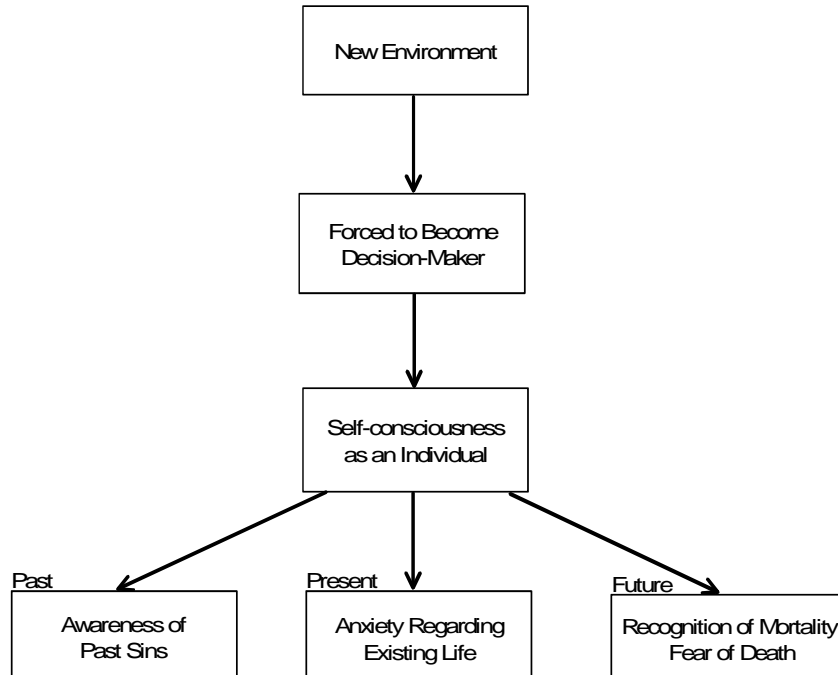 New Environment
Forced to Become
Decision-Maker
Self-consciousness
as an Individual
Past
Awareness of
Past Sins
Present
Anxiety Regarding
Existing Life
Future
Recognition of Mortality
Fear of Death